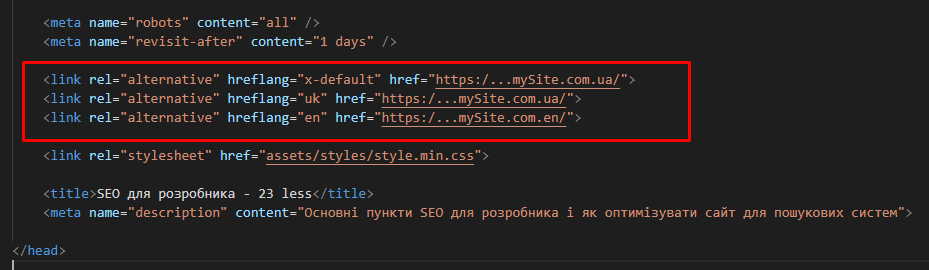 <meta name="robots" content="all" />
<meta name="revisit-after" content="1 days" />
<link rel="alternative" hreflang="x-default" href="https:/...mySite.com.ua/">
<link rel="alternative" hreflang="uk" href="https:/...mySite.com.ua/">
<link rel="alternative" hreflang="en" href="https:/...mySite.com.en/">
<link rel="stylesheet" href="assets/styles/style.min.css">
<title>SEO для розробника - 23 less</title>
<meta name="description" content="Основні пункти SEO для розробника і як оптимізувати сайт для пошукових систем">
</head>